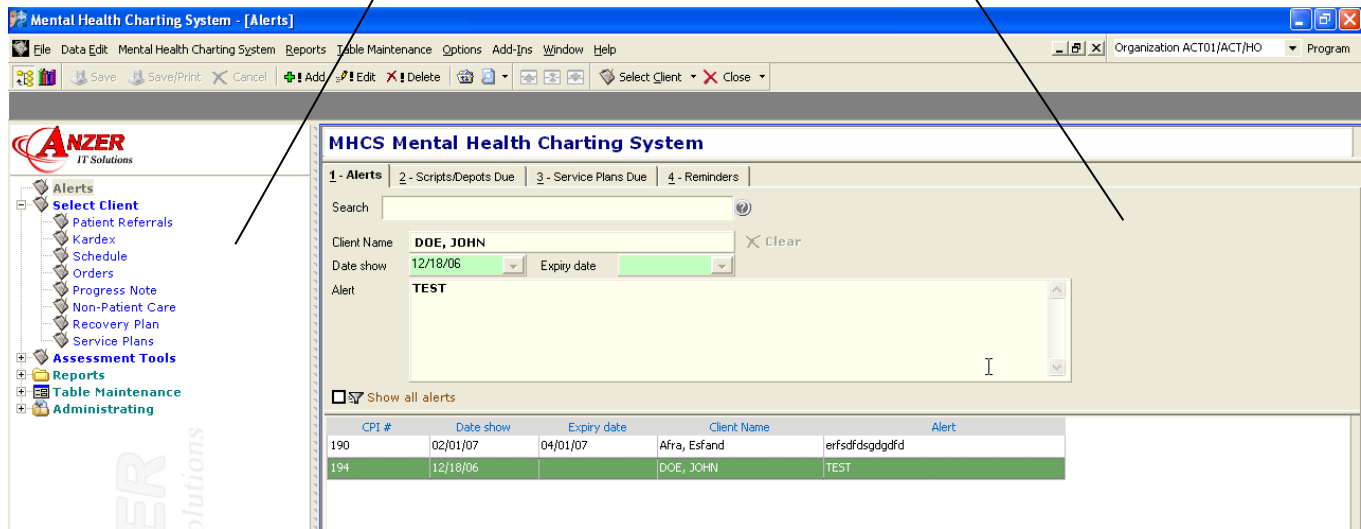 Mental Health Charting System - [Alerts]
File Data Edit Mental Health Charting System Reports Table Maintenance Options Add-Ins Window Help Organization ACT01/ACT/HO Program
Save Save/Print Cancel Add Edit Delete Select Client Close
ANZER
IT Solutions
MHCS Mental Health Charting System
1 - Alerts 2 - Scripts/Depots Due 3 - Service Plans Due 4 - Reminders
Alerts
Select Client
Patient Referrals
Kardex
Schedule
Orders
Progress Note
Non-Patient Care
Recovery Plan
Service Plans
Assessment Tools
Reports
Table Maintenance
Administrating
Search
Client Name DOE, JOHN Clear
Date show 12/18/06 Expiry date
Alert TEST
Show all alerts
CPI # Date show Expiry date Client Name Alert
190 02/01/07 04/01/07 Afra, Esfand erfsdfdsgdgdfd
194 12/18/06 DOE, JOHN TEST